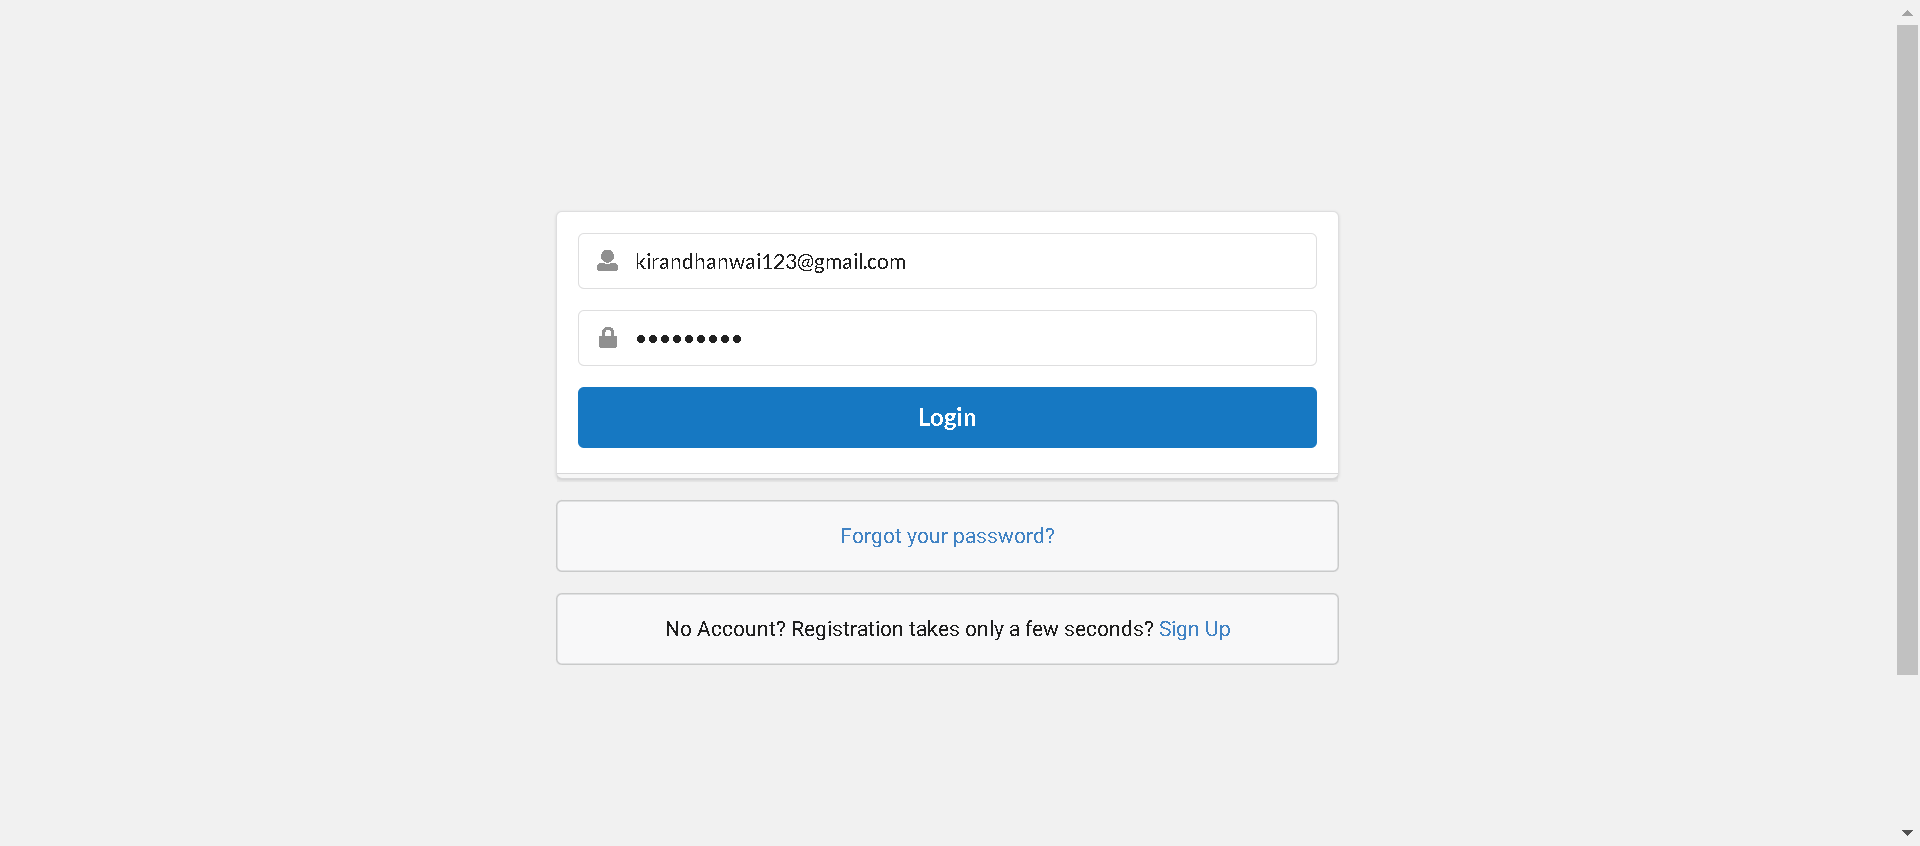 kirandhanwai123@gmail.com
•••••••••
Login
Forgot your password?
No Account? Registration takes only a few seconds? Sign Up